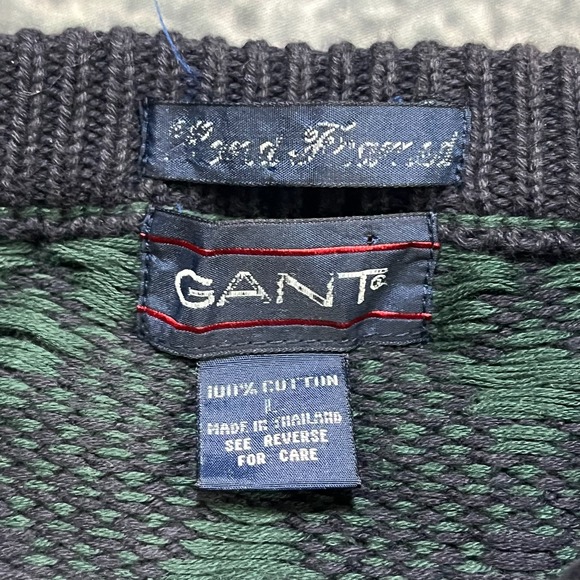 Hand Framed
GANT
100% COTTON
L
MADE IN THAILAND
SEE REVERSE
FOR CARE